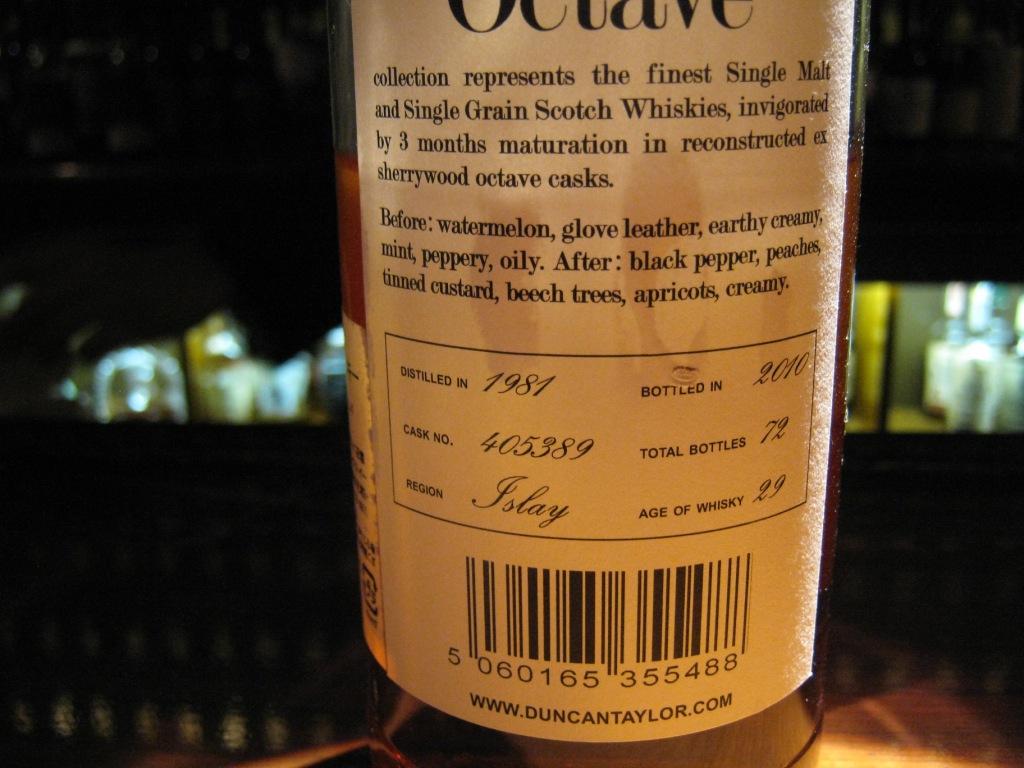 Octave
collection represents the finest Single Malt
and Single Grain Scotch Whiskies, invigorated
by 3 months maturation in reconstructed ex
sherrywood octave casks.
Before: watermelon, glove leather, earthy creamy,
mint, peppery, oily. After: black pepper, peaches,
tinned custard, beech trees, apricots, creamy.
DISTILLED IN 1981 BOTTLED IN 2010
CASK NO. 405389 TOTAL BOTTLES 72
REGION Islay AGE OF WHISKY 29
5 060165 355488
WWW.DUNCANTAYLOR.COM